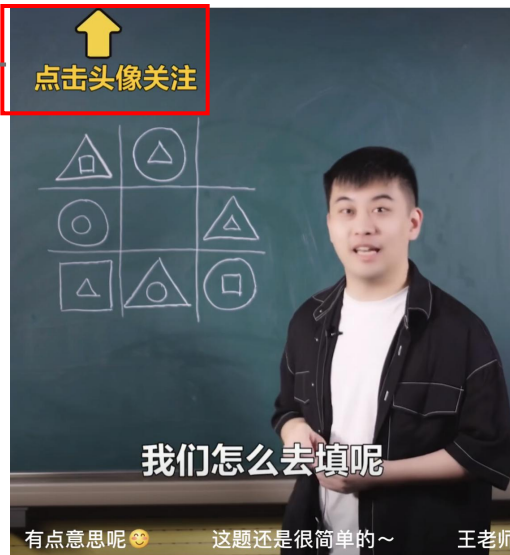 点击头像关注
我们怎么去填呢
有点意思呢😊
这题还是很简单的～
王老师